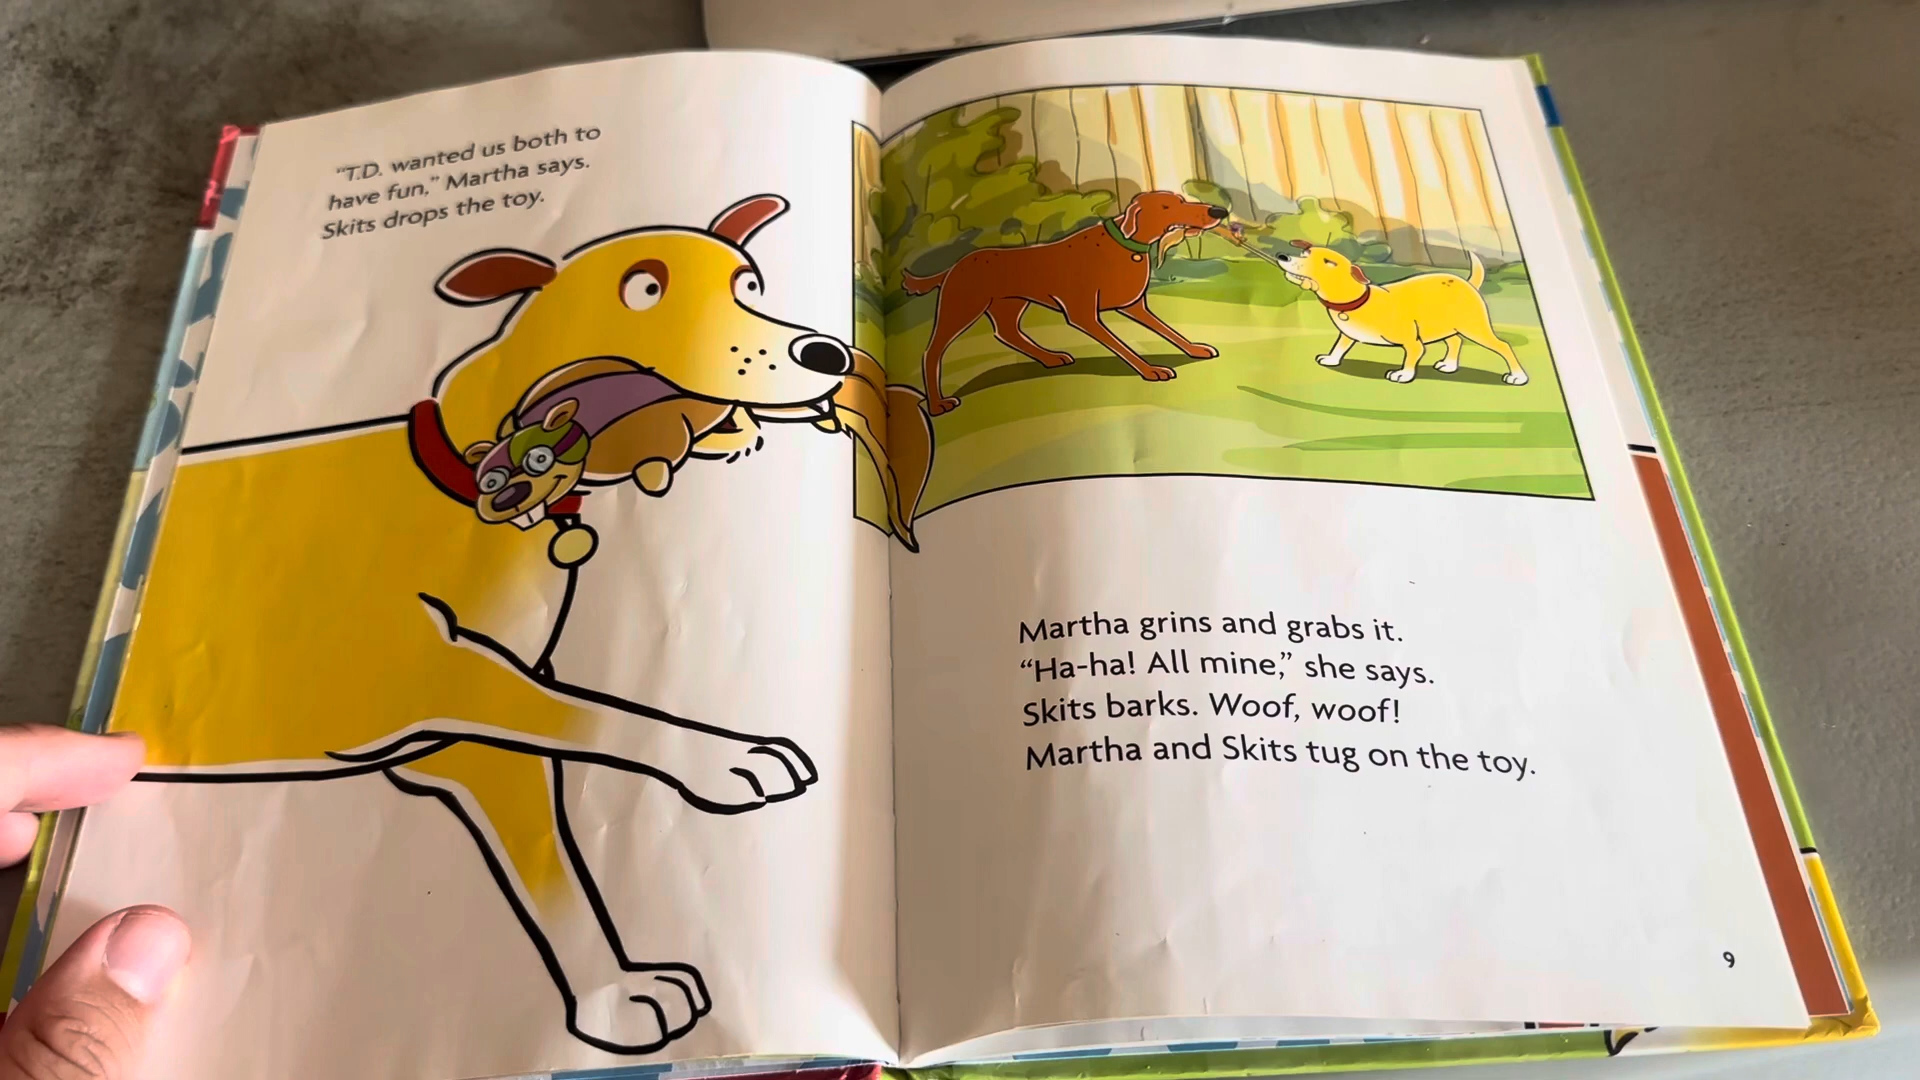 “T.D. wanted us both to
have fun,” Martha says.
Skits drops the toy.
Martha grins and grabs it.
“Ha-ha! All mine,” she says.
Skits barks. Woof, woof!
Martha and Skits tug on the toy.
9